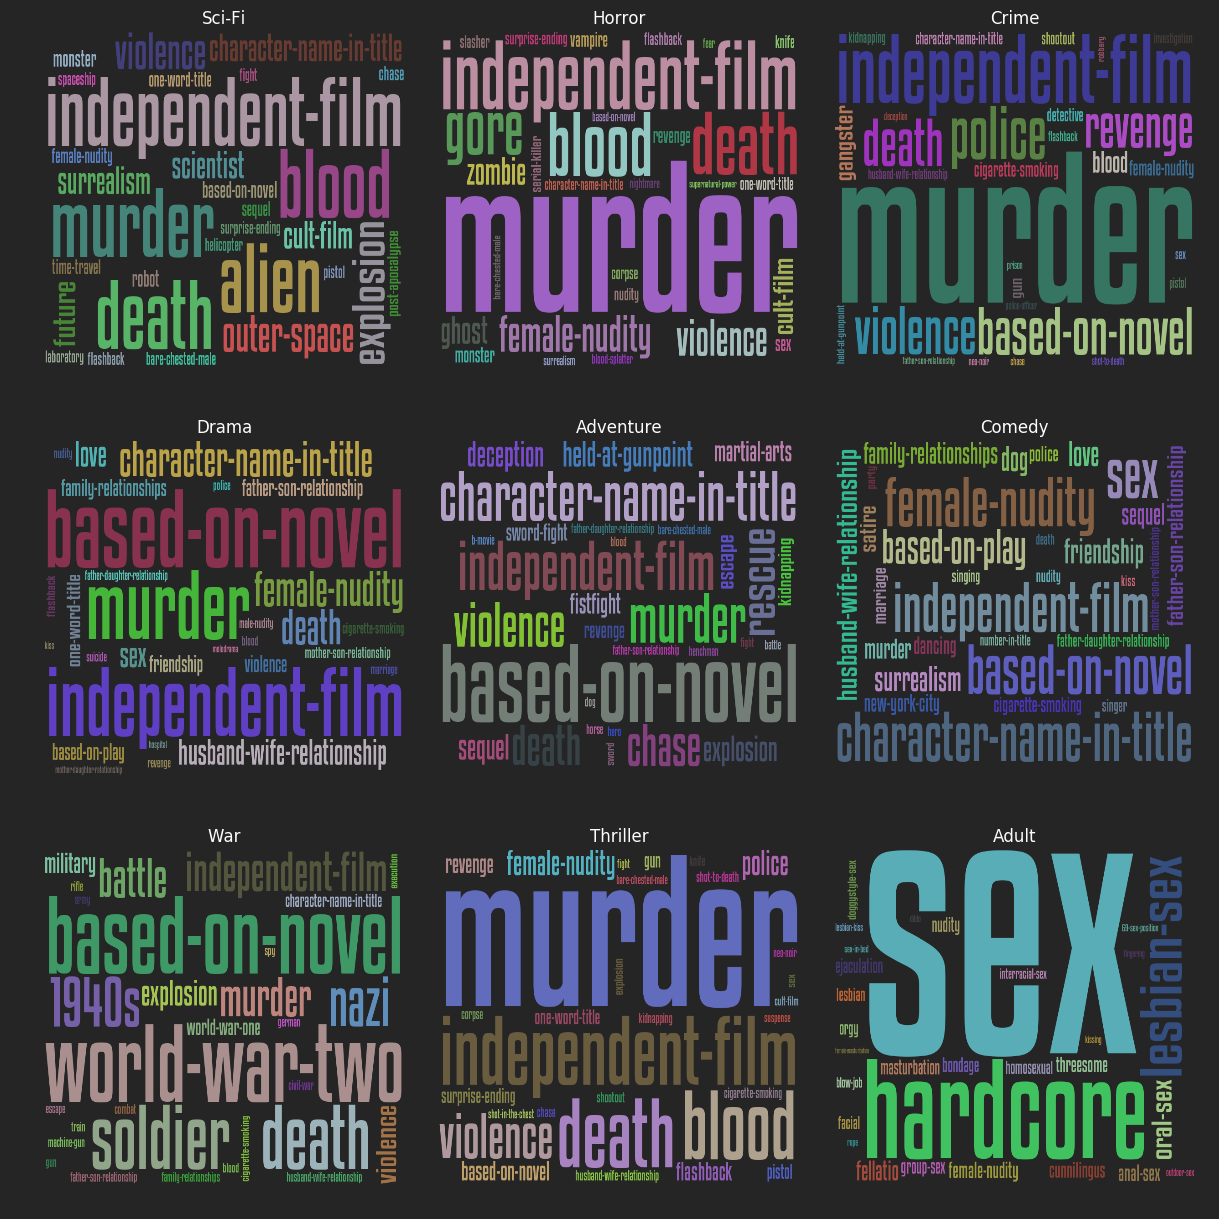 Sci-Fi
monster
violence
character-name-in-title
spaceship
one-word-title
fight
chase
independent-film
female-nudity
scientist
surrealism
based-on-novel
blood
murder
sequel
surprise-ending
helicopter
cult-film
explosion
post-apocalypse
time-travel
robot
alien
pistol
future
death
outer-space
laboratory
flashback
bare-chested-male
Horror
slasher
surprise-ending
vampire
flashback
fear
knife
independent-film
gore
based-on-novel
blood
revenge
death
zombie
serial-killer
character-name-in-title
nightmare
supernatural-power
one-word-title
murder
bare-chested-male
corpse
nudity
cult-film
ghost
female-nudity
violence
sex
monster
surrealism
blood-splatter
Crime
kidnapping
character-name-in-title
shootout
robbery
investigation
independent-film
gangster
deception
death
police
detective
flashback
revenge
husband-wife-relationship
cigarette-smoking
blood
female-nudity
murder
prison
gun
sex
pistol
police-officer
held-at-gunpoint
violence
based-on-novel
father-son-relationship
neo-noir
chase
shot-to-death
Drama
nudity
love
character-name-in-title
family-relationships
police
father-son-relationship
based-on-novel
flashback
one-word-title
father-daughter-relationship
murder
female-nudity
male-nudity
death
cigarette-smoking
kiss
suicide
sex
friendship
melodrama
blood
violence
mother-son-relationship
marriage
independent-film
based-on-play
hospital
revenge
husband-wife-relationship
mother-daughter-relationship
Adventure
deception
held-at-gunpoint
martial-arts
character-name-in-title
sword-fight
father-daughter-relationship
bare-chested-male
b-movie
blood
independent-film
escape
rescue
kidnapping
violence
fistfight
revenge
murder
father-son-relationship
henchman
fight
battle
based-on-novel
dog
sequel
death
horse
hero
sword
chase
explosion
Comedy
husband-wife-relationship
family-relationships
dog
police
love
party
female-nudity
sex
sequel
father-son-relationship
satire
based-on-play
death
friendship
mother-son-relationship
marriage
singing
nudity
kiss
independent-film
murder
dancing
number-in-title
father-daughter-relationship
surrealism
based-on-novel
new-york-city
cigarette-smoking
singer
character-name-in-title
War
military
battle
independent-film
execution
rifle
army
character-name-in-title
based-on-novel
spy
1940s
explosion
murder
nazi
world-war-one
german
world-war-two
civil-war
escape
combat
train
machine-gun
gun
soldier
blood
cigarette-smoking
death
violence
father-son-relationship
family-relationships
husband-wife-relationship
Thriller
revenge
female-nudity
fight
gun
bare-chested-male
knife
shot-to-death
police
murder
explosion
neo-noir
sex
cult-film
corpse
one-word-title
kidnapping
suspense
independent-film
surprise-ending
shootout
cigarette-smoking
shot-in-the-chest
chase
violence
death
blood
based-on-novel
husband-wife-relationship
flashback
pistol
Adult
doggystyle-sex
sex
lesbian-sex
lesbian-kiss
nudity
69-sex-position
sex-in-bed
fingering
ejaculation
interracial-sex
lesbian
orgy
kissing
female-masturbation
masturbation
bondage
homosexual
threesome
blow-job
hardcore
oral-sex
facial
rape
fellatio
group-sex
female-nudity
cunnilingus
anal-sex
outdoor-sex